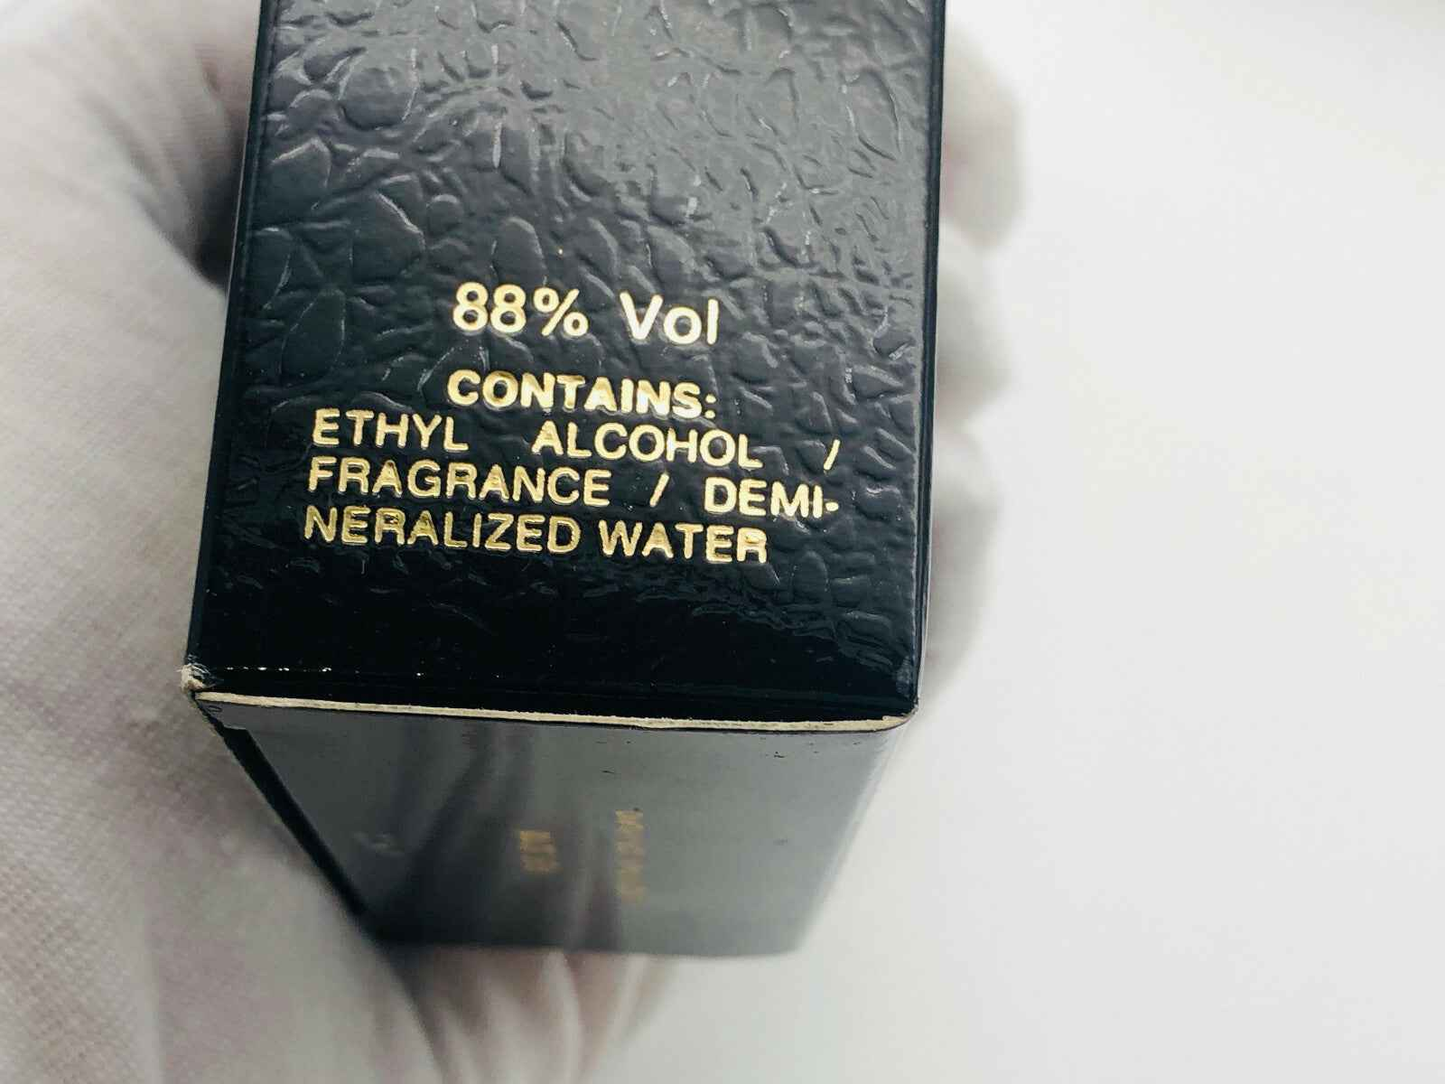 88% Vol
CONTAINS:
ETHYL ALCOHOL /
FRAGRANCE / DEMI-
NERALIZED WATER